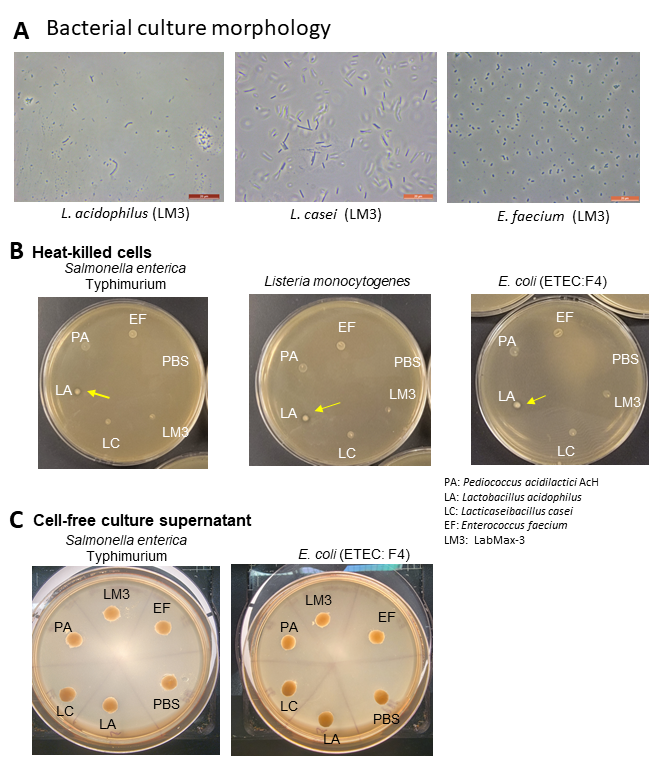 A Bacterial culture morphology
L. acidophilus (LM3)
L. casei (LM3)
E. faecium (LM3)
B Heat-killed cells
Salmonella enterica
Typhimurium
Listeria monocytogenes
E. coli (ETEC:F4)
EF
PA
PBS
LA
LC
LM3
EF
PA
PBS
LM3
LA
LC
EF
PA
PBS
LA
LM3
LC
PA: Pediococcus acidilactici AcH
LA: Lactobacillus acidophilus
LC: Lacticaseibacillus casei
EF: Enterococcus faecium
LM3: LabMax-3
C Cell-free culture supernatant
Salmonella enterica
Typhimurium
E. coli (ETEC: F4)
LM3
EF
PA
LC
LA
PBS
LM3
EF
PA
LC
LA
PBS